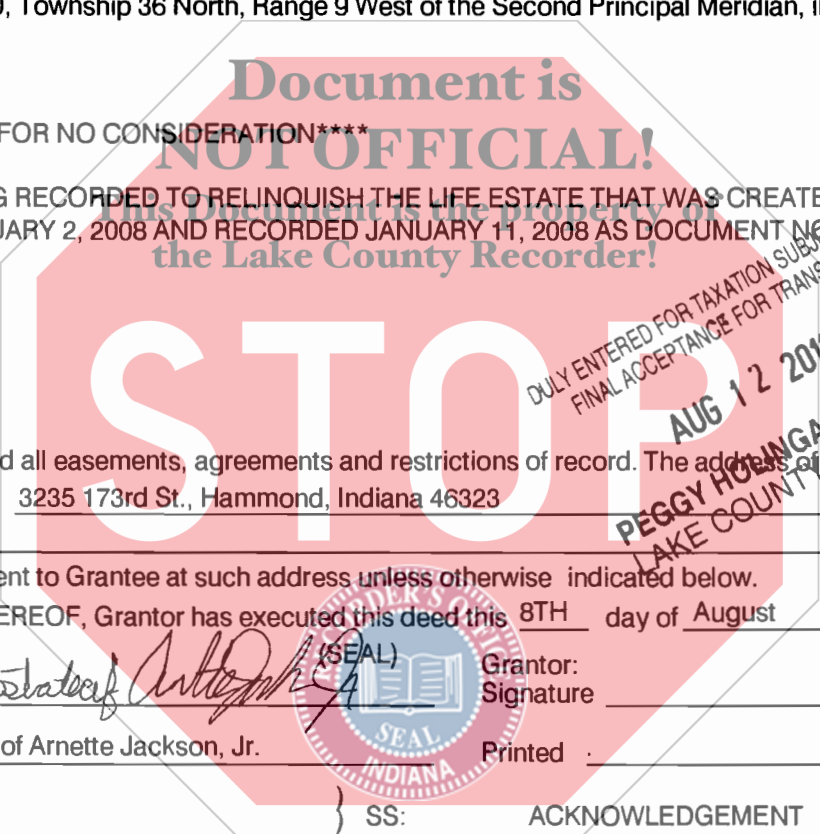 , Township 36 North, Range 9 West of the Second Principal Meridian, I
Document is
FOR NO CONSIDERATION****
NOT OFFICIAL!
G RECORDED TO RELINQUISH THE LIFE ESTATE THAT WAS CREATE
This Document is the property of
UARY 2, 2008 AND RECORDED JANUARY 11, 2008 AS DOCUMENT NO
the Lake County Recorder!
DULY ENTERED FOR TAXATION SUBJ
FINAL ACCEPTANCE FOR TRANS
AUG 12 201
STOP
d all easements, agreements and restrictions of record. The address of
3235 173rd St., Hammond, Indiana 46323
PEGGY HOLINGA
LAKE COUNTY
ent to Grantee at such address unless otherwise indicated below.
EREOF, Grantor has executed this deed this 8TH day of August
(SEAL)
Grantor:
Signature
of Arnette Jackson, Jr.
Printed
RECORDER'S OFFICE
SEAL
INDIANA
SS: ACKNOWLEDGEMENT